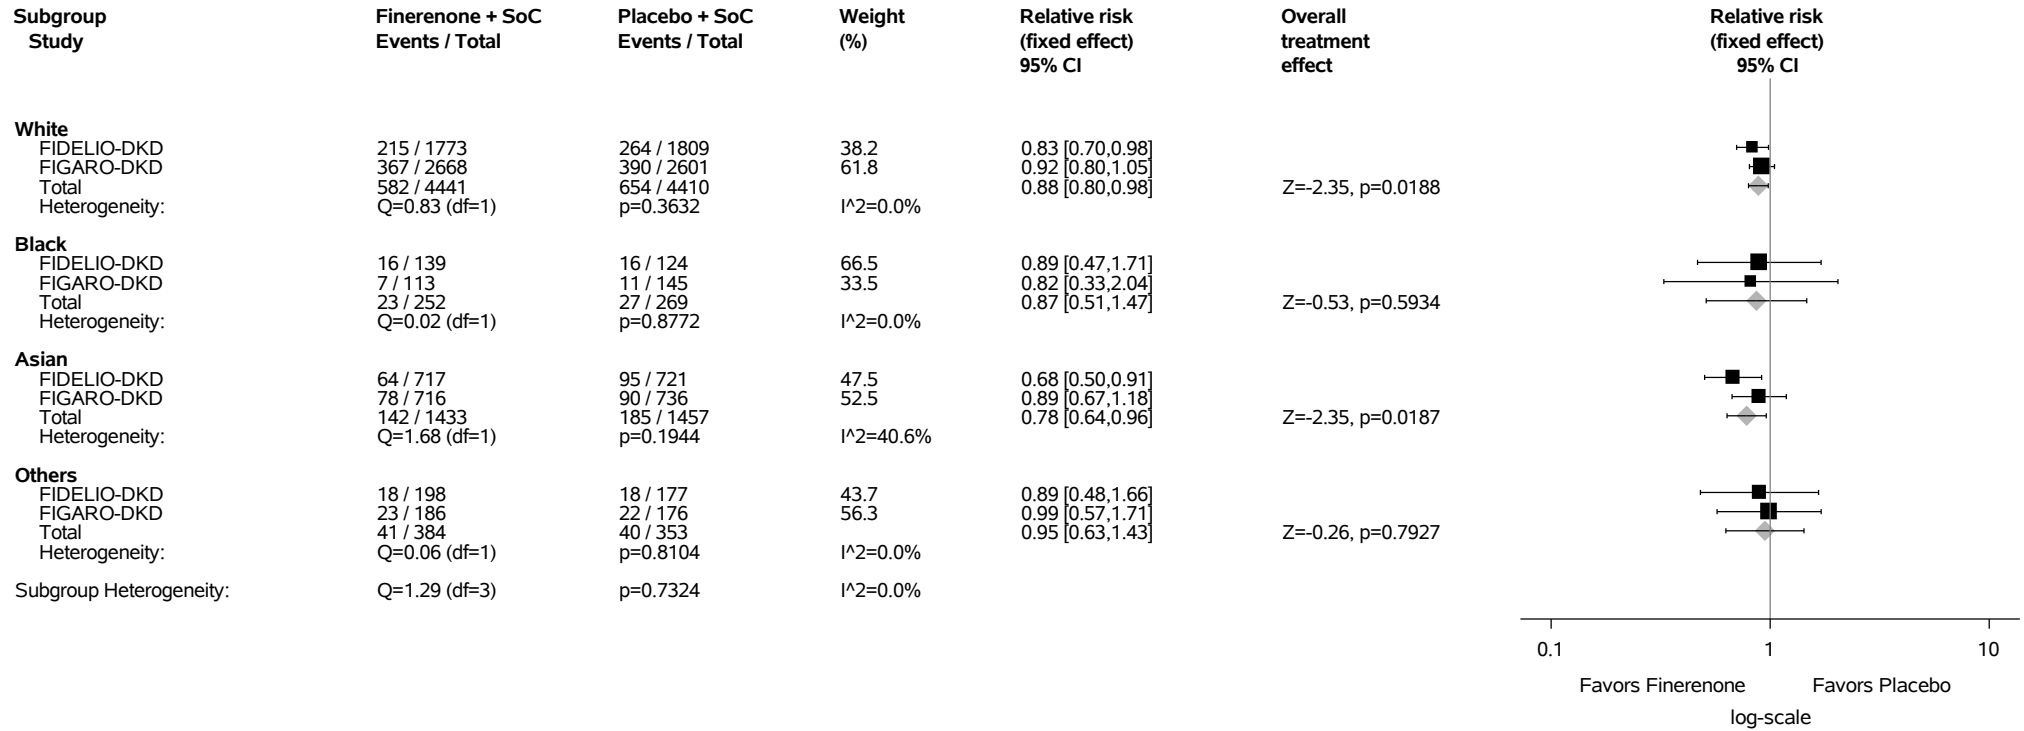 Subgroup Finerenone + SoC Placebo + SoC Weight Relative risk Overall Relative risk
Study Events / Total Events / Total (%) (fixed effect) treatment (fixed effect)
95% CI effect 95% CI
White
FIDELIO-DKD 215 / 1773 264 / 1809 38.2 0.83 [0.70,0.98]
FIGARO-DKD 367 / 2668 390 / 2601 61.8 0.92 [0.80,1.05]
Total 582 / 4441 654 / 4410 0.88 [0.80,0.98] Z=-2.35, p=0.0188
Heterogeneity: Q=0.83 (df=1) p=0.3632 I^2=0.0%
Black
FIDELIO-DKD 16 / 139 16 / 124 66.5 0.89 [0.47,1.71]
FIGARO-DKD 7 / 113 11 / 145 33.5 0.82 [0.33,2.04]
Total 23 / 252 27 / 269 0.87 [0.51,1.47] Z=-0.53, p=0.5934
Heterogeneity: Q=0.02 (df=1) p=0.8772 I^2=0.0%
Asian
FIDELIO-DKD 64 / 717 95 / 721 47.5 0.68 [0.50,0.91]
FIGARO-DKD 78 / 716 90 / 736 52.5 0.89 [0.67,1.18]
Total 142 / 1433 185 / 1457 0.78 [0.64,0.96] Z=-2.35, p=0.0187
Heterogeneity: Q=1.68 (df=1) p=0.1944 I^2=40.6%
Others
FIDELIO-DKD 18 / 198 18 / 177 43.7 0.89 [0.48,1.66]
FIGARO-DKD 23 / 186 22 / 176 56.3 0.99 [0.57,1.71]
Total 41 / 384 40 / 353 0.95 [0.63,1.43] Z=-0.26, p=0.7927
Heterogeneity: Q=0.06 (df=1) p=0.8104 I^2=0.0%
Subgroup Heterogeneity: Q=1.29 (df=3) p=0.7324 I^2=0.0%
0.1 1 10
Favors Finerenone Favors Placebo
log-scale